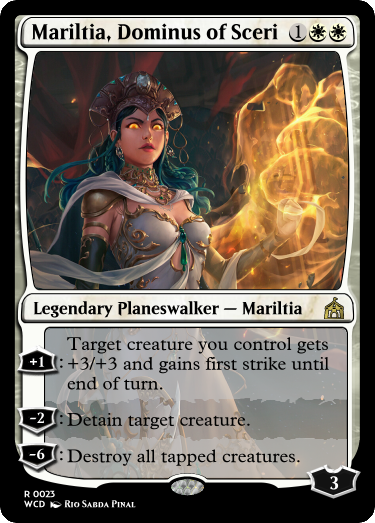 Mariltia, Dominus of Sceri 1
Legendary Planeswalker — Mariltia
+1: Target creature you control gets
+3/+3 and gains first strike until
end of turn.
-2: Detain target creature.
-6: Destroy all tapped creatures.
3
R 0023
WCD Rio Sabda Pinal